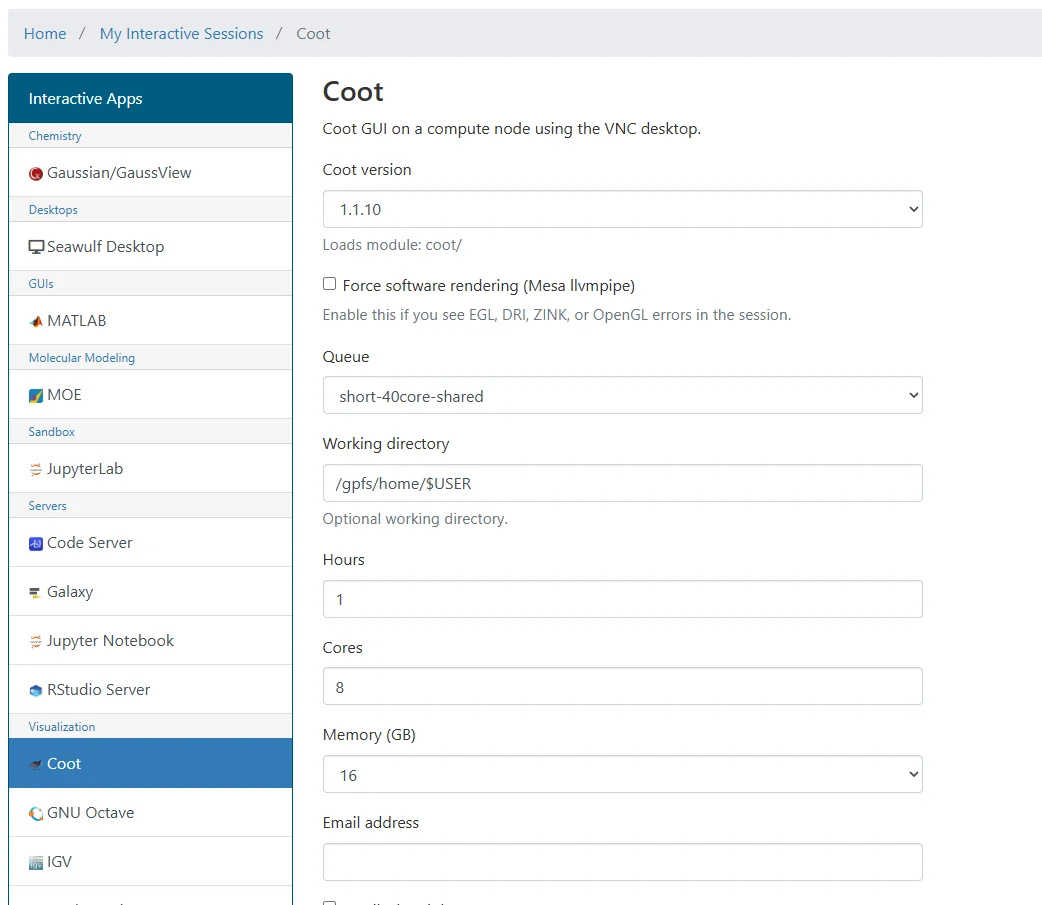 Home / My Interactive Sessions / Coot
Interactive Apps
Chemistry
Gaussian/GaussView
Desktops
Seawulf Desktop
GUIs
MATLAB
Molecular Modeling
MOE
Sandbox
JupyterLab
Servers
Code Server
Galaxy
Jupyter Notebook
RStudio Server
Visualization
Coot
GNU Octave
IGV
Coot
Coot GUI on a compute node using the VNC desktop.
Coot version
1.1.10
Loads module: coot/
Force software rendering (Mesa llvmpipe)
Enable this if you see EGL, DRI, ZINK, or OpenGL errors in the session.
Queue
short-40core-shared
Working directory
/gpfs/home/$USER
Optional working directory.
Hours
1
Cores
8
Memory (GB)
16
Email address